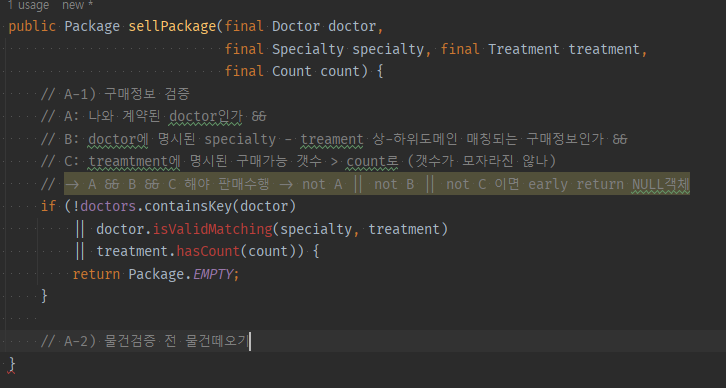 1 usage new *
public Package sellPackage(final Doctor doctor,
final Specialty specialty, final Treatment treatment,
final Count count) {
// A-1) 구매정보 검증
// A: 나와 계약된 doctor인가 &&
// B: doctor에 명시된 specialty - treament 상-하위도메인 매칭되는 구매정보인가 &&
// C: treamtment에 명시된 구매가능 갯수 > count로 (갯수가 모자라진 않나)
// -> A && B && C 해야 판매수행 -> not A || not B || not C 이면 early return NULL객체
if (!doctors.containsKey(doctor)
|| doctor.isValidMatching(specialty, treatment)
|| treatment.hasCount(count)) {
return Package.EMPTY;
}
// A-2) 물건검증 전 물건떼오기
}